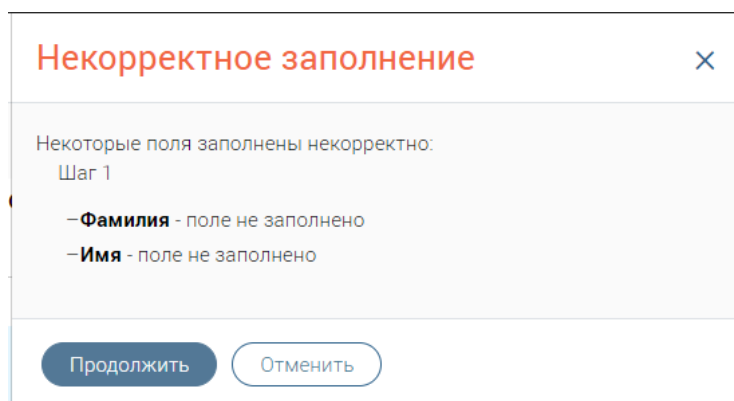 Некорректное заполнение
Некоторые поля заполнены некорректно:
Шаг 1
–Фамилия - поле не заполнено
–Имя - поле не заполнено
Продолжить Отменить